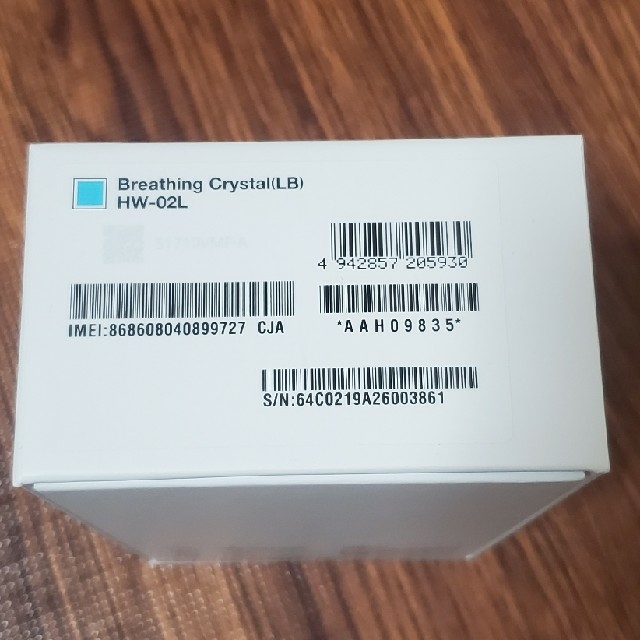 Breathing Crystal(LB)
HW-02L
4 942857 205930
IMEI:868608040899727 CJA
*AAH09835*
S/N:64C0219A26003861